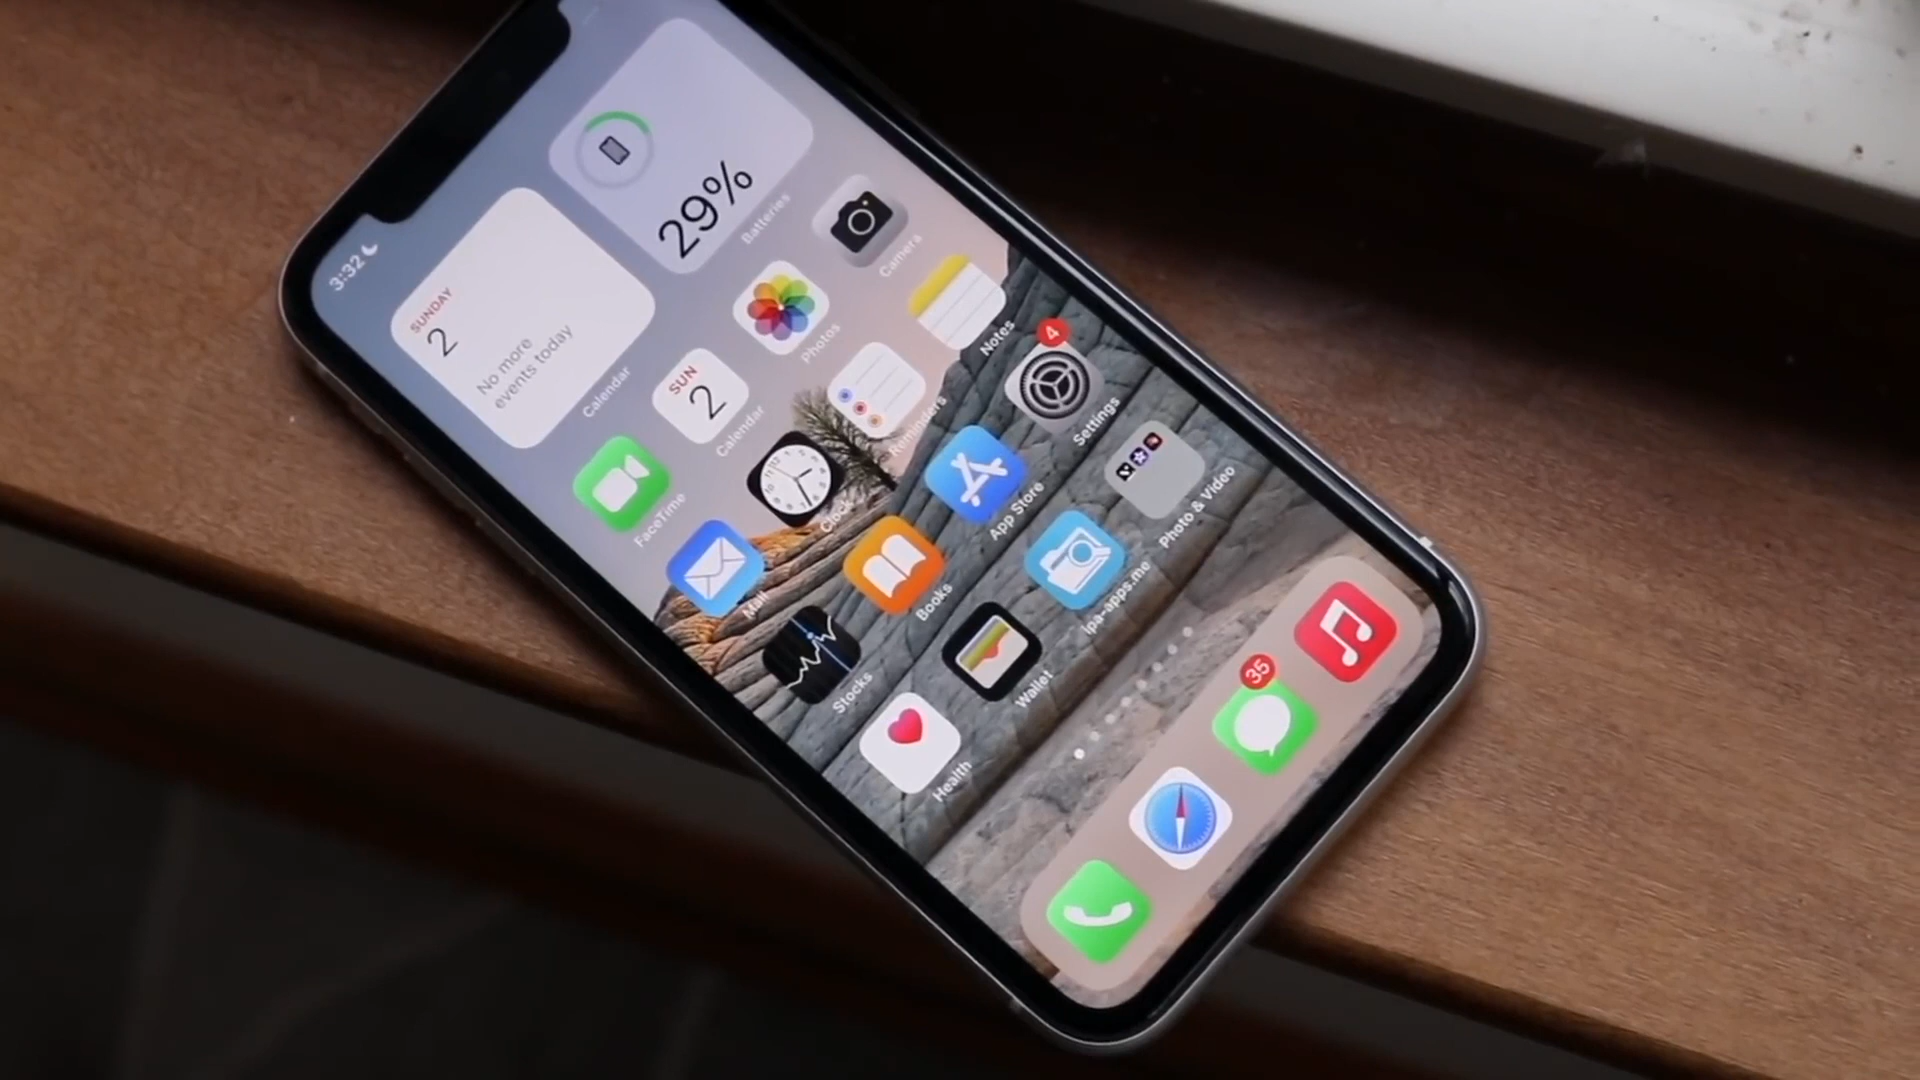 3:32
SUNDAY
2
No more
events today
Calendar
29%
Batteries
FaceTime
SUN
2
Calendar
Photos
Camera
Mail
Clock
Reminders
Notes
Stocks
Books
App Store
4
Settings
Health
Wallet
ipa-apps.me
Photo & Video
35